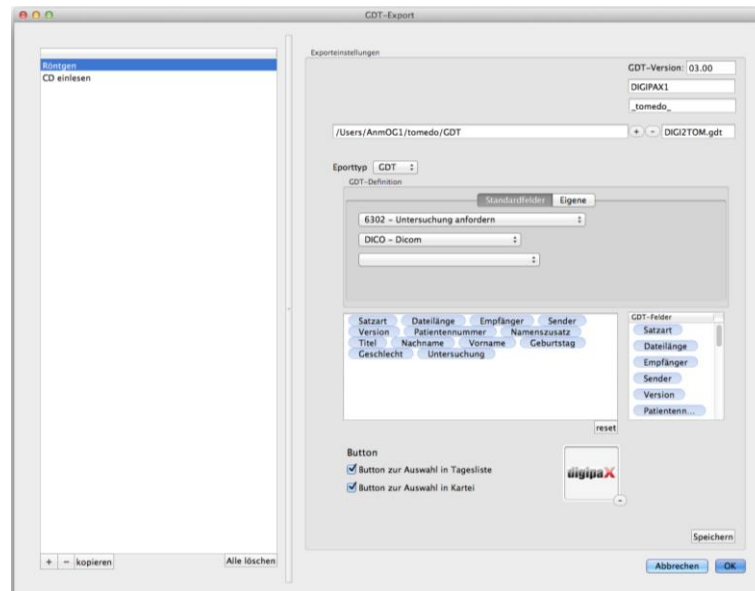 GDT-Export
Röntgen
CD einlesen
+ − kopieren
Alle löschen
Exporteinstellungen
GDT-Version: 03.00
DIGIPAX1
_tomedo_
/Users/AnmOG1/tomedo/GDT + − DIGI2TOM.gdt
Eporttyp GDT
GDT-Definition
Standardfelder Eigene
6302 - Untersuchung anfordern
DICO - Dicom
Satzart Dateilänge Empfänger Sender
Version Patientennummer Namenszusatz
Titel Nachname Vorname Geburtstag
Geschlecht Untersuchung
reset
GDT-Felder
Satzart
Dateilänge
Empfänger
Sender
Version
Patientenn...
Button
Button zur Auswahl in Tagesliste
Button zur Auswahl in Kartei
digipaX
Speichern
Abbrechen OK